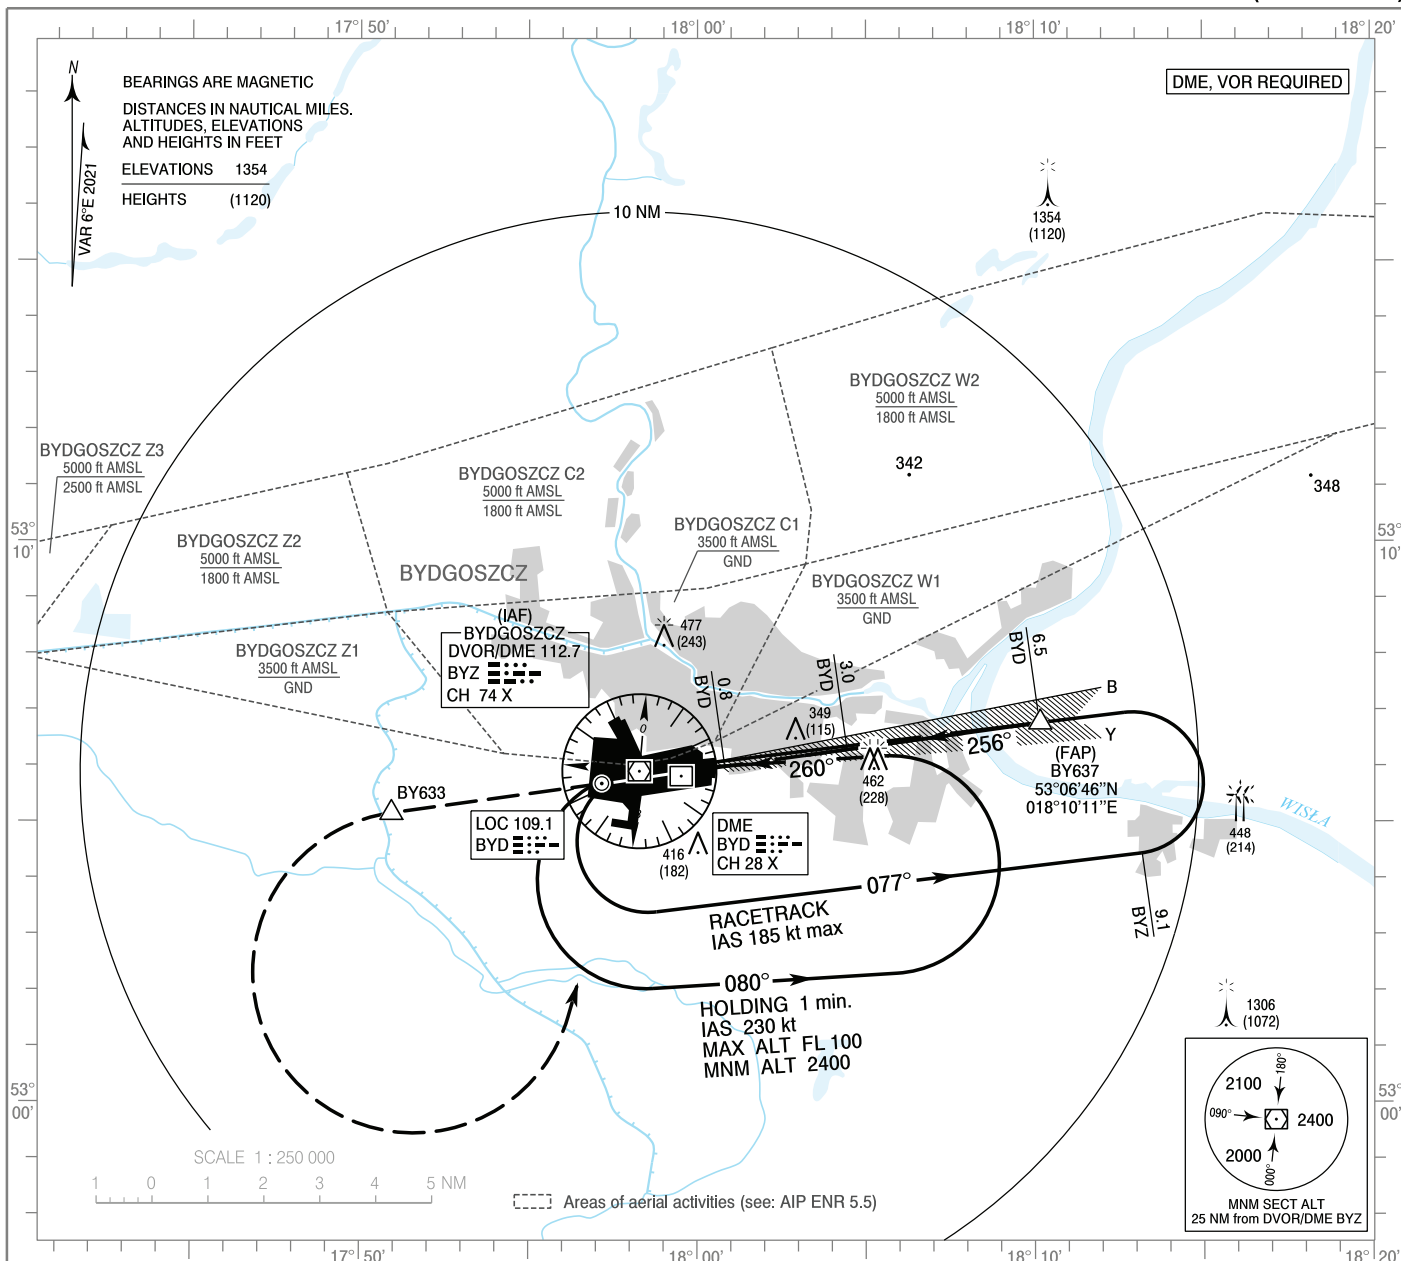 17°50'
18°00'
18°10'
18°20'
N
VAR 6°E 2021
BEARINGS ARE MAGNETIC
DISTANCES IN NAUTICAL MILES.
ALTITUDES, ELEVATIONS
AND HEIGHTS IN FEET
ELEVATIONS 1354
HEIGHTS (1120)
DME, VOR REQUIRED
10 NM
1354
(1120)
BYDGOSZCZ W2
5000 ft AMSL
1800 ft AMSL
342
348
BYDGOSZCZ Z3
5000 ft AMSL
2500 ft AMSL
BYDGOSZCZ C2
5000 ft AMSL
1800 ft AMSL
53°
10'
53°
10'
BYDGOSZCZ Z2
5000 ft AMSL
1800 ft AMSL
BYDGOSZCZ C1
3500 ft AMSL
GND
BYDGOSZCZ
BYDGOSZCZ W1
3500 ft AMSL
GND
(IAF)
BYDGOSZCZ
DVOR/DME 112.7
BYZ
CH 74 X
477
(243)
BYDGOSZCZ Z1
3500 ft AMSL
GND
0.8
BYD
3.0
BYD
6.5
BYD
349
(115)
B
Y
256°
260°
(FAP)
BY637
53°06'46"N
018°10'11"E
462
(228)
BY633
0
LOC 109.1
BYD
416
(182)
DME
BYD
CH 28 X
WISŁA
448
(214)
077°
RACETRACK
IAS 185 kt max
9.1
BYZ
080°
HOLDING 1 min.
IAS 230 kt
MAX ALT FL 100
MNM ALT 2400
1306
(1072)
53°
00'
53°
00'
2100
180°
090°
2400
2000
000°
MNM SECT ALT
25 NM from DVOR/DME BYZ
SCALE 1 : 250 000
1 0 1 2 3 4 5 NM
Areas of aerial activities (see: AIP ENR 5.5)
17°50'
18°00'
18°10'
18°20'